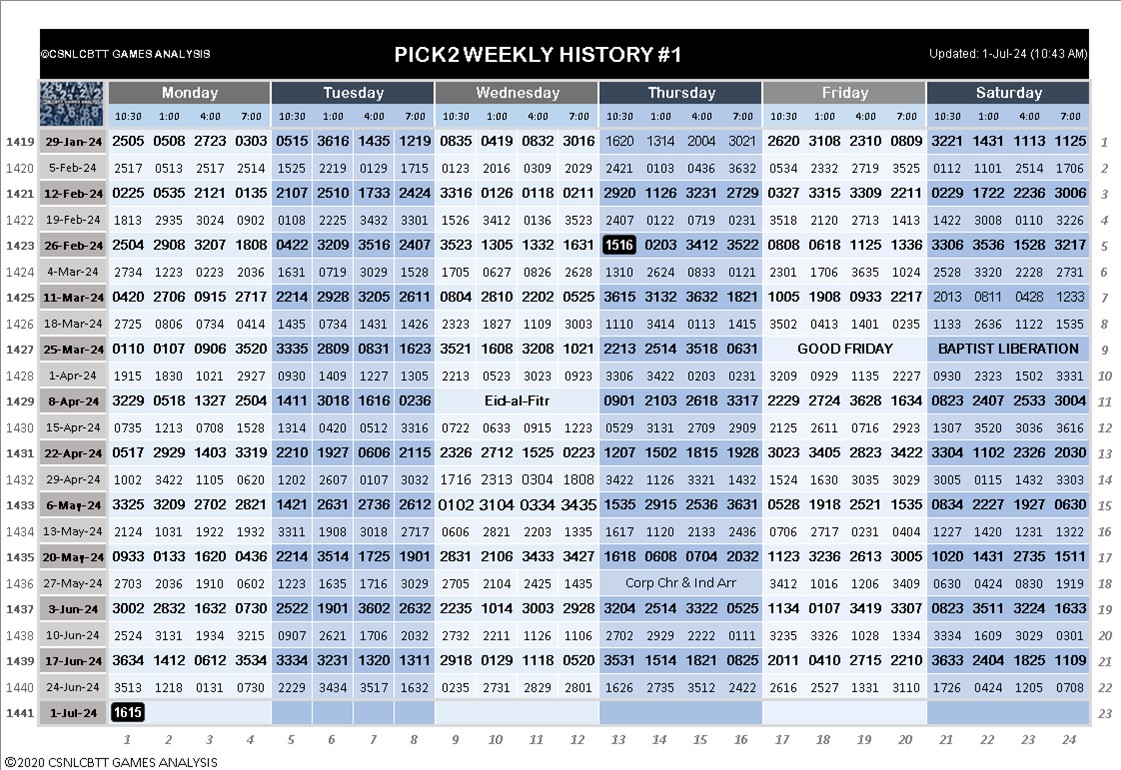 ©CSNLCBTT GAMES ANALYSIS PICK2 WEEKLY HISTORY #1 Updated: 1-Jul-24 (10:43 AM)
Monday Tuesday Wednesday Thursday Friday Saturday
10:30 1:00 4:00 7:00 10:30 1:00 4:00 7:00 10:30 1:00 4:00 7:00 10:30 1:00 4:00 7:00 10:30 1:00 4:00 7:00 10:30 1:00 4:00 7:00
1419 29-Jan-24 2505 0508 2723 0303 0515 3616 1435 1219 0835 0419 0832 3016 1620 1314 2004 3021 2620 3108 2310 0809 3221 1431 1113 1125 1
1420 5-Feb-24 2517 0513 2517 2514 1525 2219 0129 1715 0123 2016 0309 2029 2421 0103 0436 3632 0534 2332 2719 3525 0112 1101 2514 1706 2
1421 12-Feb-24 0225 0535 2121 0135 2107 2510 1733 2424 3316 0126 0118 0211 2920 1126 3231 2729 0327 3315 3309 2211 0229 1722 2236 3006 3
1422 19-Feb-24 1813 2935 3024 0902 0108 2225 3432 3301 1526 3412 0136 3523 2407 0122 0719 0231 3518 2120 2713 1413 1422 3008 0110 3226 4
1423 26-Feb-24 2504 2908 3207 1808 0422 3209 3516 2407 3523 1305 1332 1631 1516 0203 3412 3522 0808 0618 1125 1336 3306 3536 1528 3217 5
1424 4-Mar-24 2734 1223 0223 2036 1631 0719 3029 1528 1705 0627 0826 2628 1310 2624 0833 0121 2301 1706 3635 1024 2528 3320 2228 2731 6
1425 11-Mar-24 0420 2706 0915 2717 2214 2928 3205 2611 0804 2810 2202 0525 3615 3132 3632 1821 1005 1908 0933 2217 2013 0811 0428 1233 7
1426 18-Mar-24 2725 0806 0734 0414 1435 0734 1431 1426 2323 1827 1109 3003 1110 3414 0113 1415 3502 0413 1401 0235 1133 2636 1122 1535 8
1427 25-Mar-24 0110 0107 0906 3520 3335 2809 0831 1623 3521 1608 3208 1021 2213 2514 3518 0631 GOOD FRIDAY BAPTIST LIBERATION 9
1428 1-Apr-24 1915 1830 1021 2927 0930 1409 1227 1305 2213 0523 3023 0923 3306 3422 0203 0231 3209 0929 1135 2227 0930 2323 1502 3331 10
1429 8-Apr-24 3229 0518 1327 2504 1411 3018 1616 0236 Eid-al-Fitr 0901 2103 2618 3317 2229 2724 3628 1634 0823 2407 2533 3004 11
1430 15-Apr-24 0735 1213 0708 1528 1314 0420 0512 3316 0722 0633 0915 1223 0529 3131 2709 2909 2125 2611 0716 2923 1307 3520 3036 3616 12
1431 22-Apr-24 0517 2929 1403 3319 2210 1927 0606 2115 2326 2712 1525 0223 1207 1502 1815 1928 3023 3405 2823 3422 3304 1102 2326 2030 13
1432 29-Apr-24 1002 3422 1105 0620 1202 2607 0107 3032 1716 2313 0304 1808 3422 1126 3321 1432 1524 1630 3035 3029 3005 0115 1432 3303 14
1433 6-May-24 3325 3209 2702 2821 1421 2631 2736 2612 0102 3104 0334 3435 1535 2915 2536 3631 0528 1918 2521 1535 0834 2227 1927 0630 15
1434 13-May-24 2124 1031 1922 1932 3311 1908 3018 2717 0606 2821 2203 1335 1617 1120 2133 2436 0706 2717 0231 0404 1227 1420 1231 1322 16
1435 20-May-24 0933 0133 1620 0436 2214 3514 1725 1901 2831 2106 3433 3427 1618 0608 0704 2032 1123 3236 2613 3005 1020 1431 2735 1511 17
1436 27-May-24 2703 2036 1910 0602 1223 1635 1716 3029 2705 2104 2425 1435 Corp Chr & Ind Arr 3412 1016 1206 3409 0630 0424 0830 1919 18
1437 3-Jun-24 3002 2832 1632 0730 2522 1901 3602 2632 2235 1014 3003 2928 3204 2514 3322 0525 1134 0107 3419 3307 0823 3511 3224 1633 19
1438 10-Jun-24 2524 3131 1934 3215 0907 2621 1706 2032 2732 2211 1126 1106 2702 2929 2222 0111 3235 3326 1028 1334 3334 1609 3029 0301 20
1439 17-Jun-24 3634 1412 0612 3534 3334 3231 1320 1311 2918 0129 1118 0520 3531 1514 1821 0825 2011 0410 2715 2210 3633 2404 1825 1109 21
1440 24-Jun-24 3513 1218 0131 0730 2229 3434 3517 1632 0235 2731 2829 2801 1626 2735 3512 2422 2616 2527 1331 3110 1726 0424 1205 0708 22
1441 1-Jul-24 1615 23
1 2 3 4 5 6 7 8 9 10 11 12 13 14 15 16 17 18 19 20 21 22 23 24
©2020 CSNLCBTT GAMES ANALYSIS